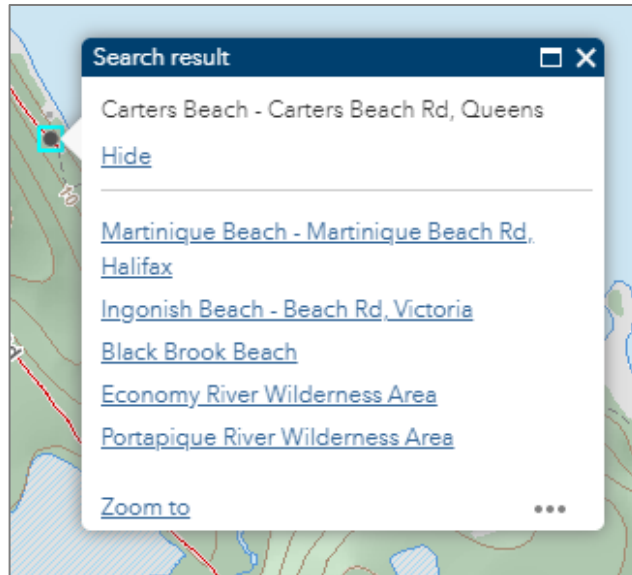 Search result
Carters Beach - Carters Beach Rd, Queens
Hide
Martinique Beach - Martinique Beach Rd,
Halifax
Ingonish Beach - Beach Rd, Victoria
Black Brook Beach
Economy River Wilderness Area
Portapique River Wilderness Area
Zoom to
10
d